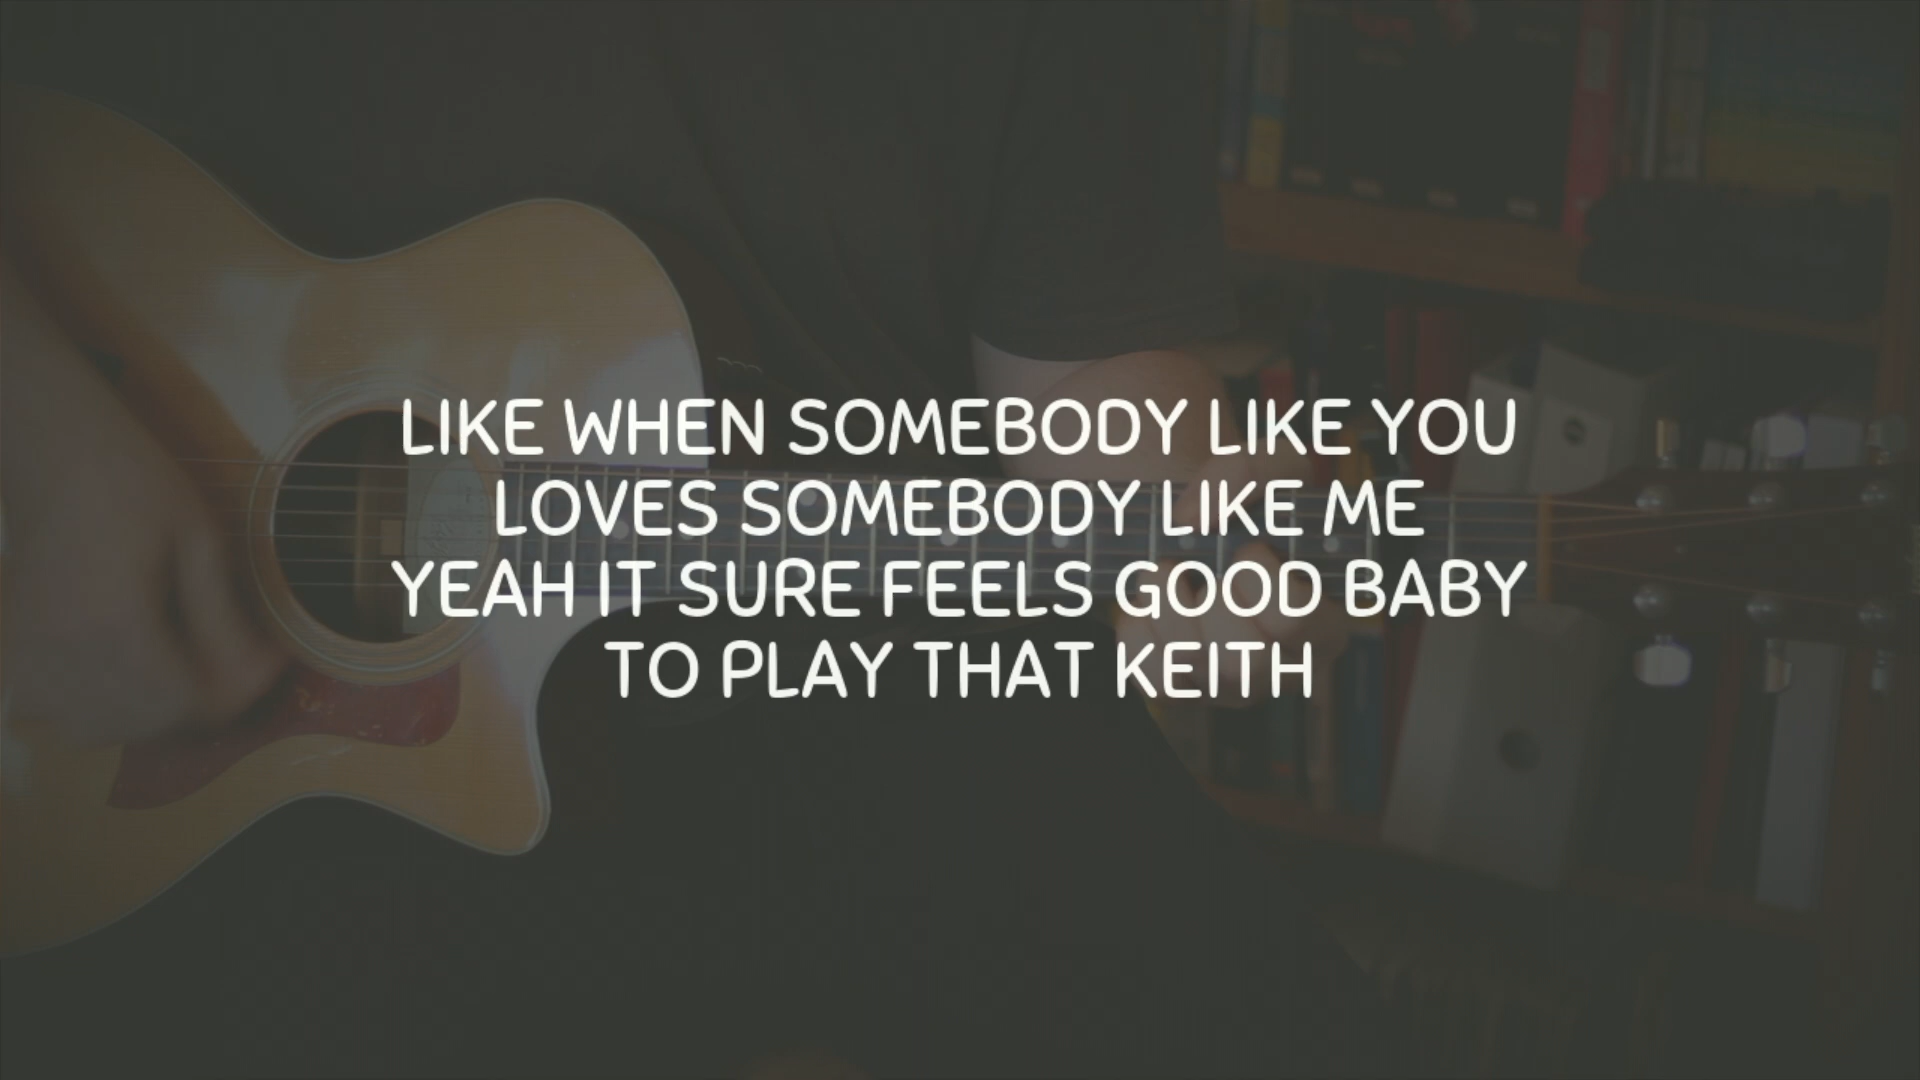 LIKE WHEN SOMEBODY LIKE YOU
LOVES SOMEBODY LIKE ME
YEAH IT SURE FEELS GOOD BABY
TO PLAY THAT KEITH